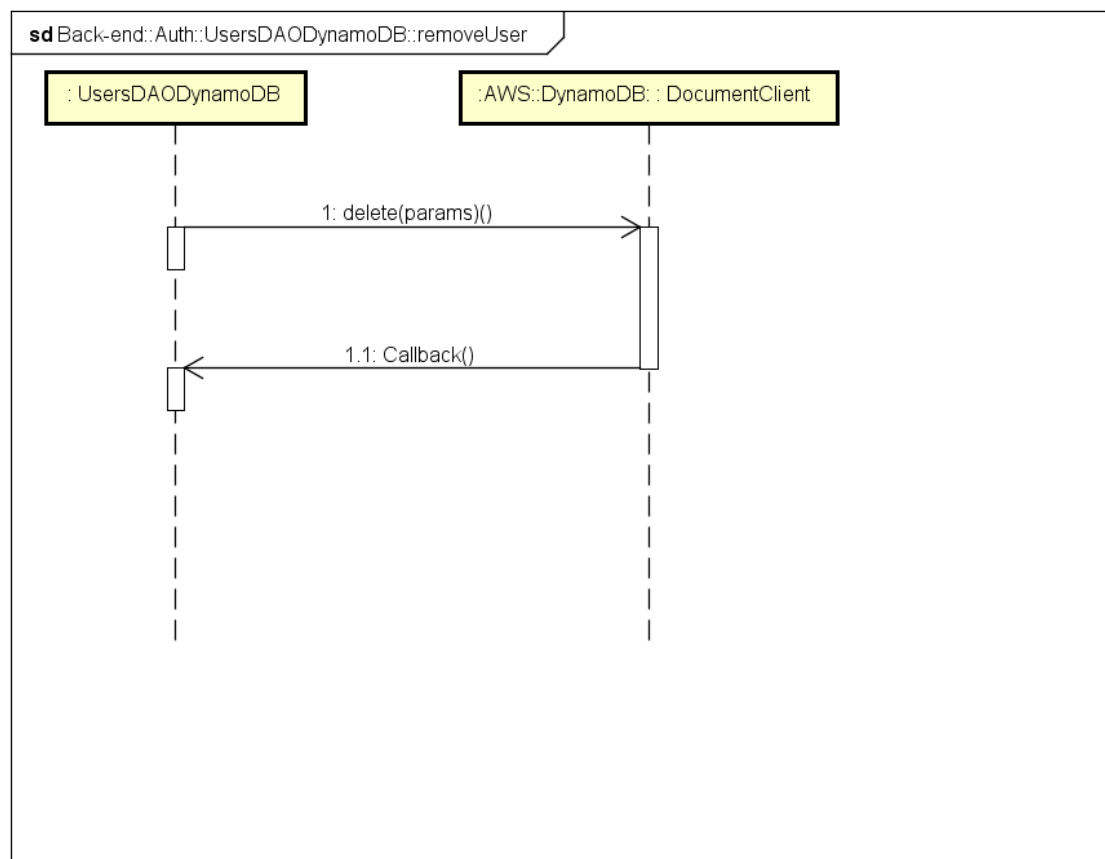 sd Back-end::Auth::UsersDAODynamoDB::removeUser
: UsersDAODynamoDB
:AWS::DynamoDB: : DocumentClient
1: delete(params)()
1.1: Callback()